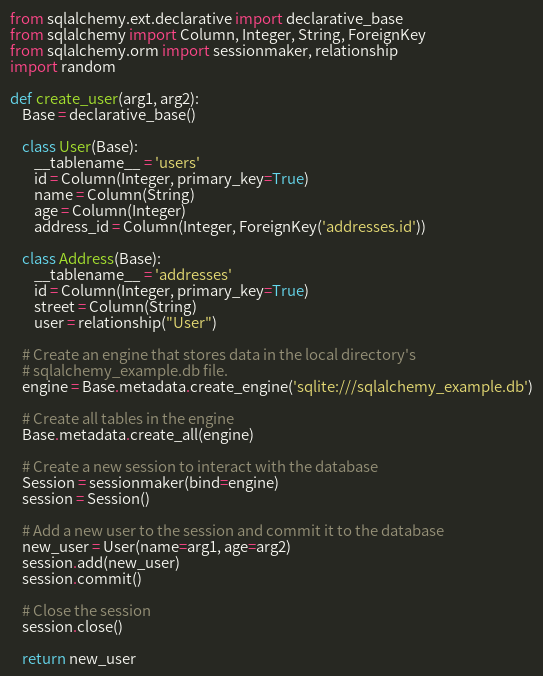 from sqlalchemy.ext.declarative import declarative_base
from sqlalchemy import Column, Integer, String, ForeignKey
from sqlalchemy.orm import sessionmaker, relationship
import random

def create_user(arg1, arg2):
    Base = declarative_base()

    class User(Base):
        __tablename__ = 'users'
        id = Column(Integer, primary_key=True)
        name = Column(String)
        age = Column(Integer)
        address_id = Column(Integer, ForeignKey('addresses.id'))

    class Address(Base):
        __tablename__ = 'addresses'
        id = Column(Integer, primary_key=True)
        street = Column(String)
        user = relationship("User")

    # Create an engine that stores data in the local directory's
    # sqlalchemy_example.db file.
    engine = Base.metadata.create_engine('sqlite:///sqlalchemy_example.db')

    # Create all tables in the engine
    Base.metadata.create_all(engine)

    # Create a new session to interact with the database
    Session = sessionmaker(bind=engine)
    session = Session()

    # Add a new user to the session and commit it to the database
    new_user = User(name=arg1, age=arg2)
    session.add(new_user)
    session.commit()

    # Close the session
    session.close()

    return new_user